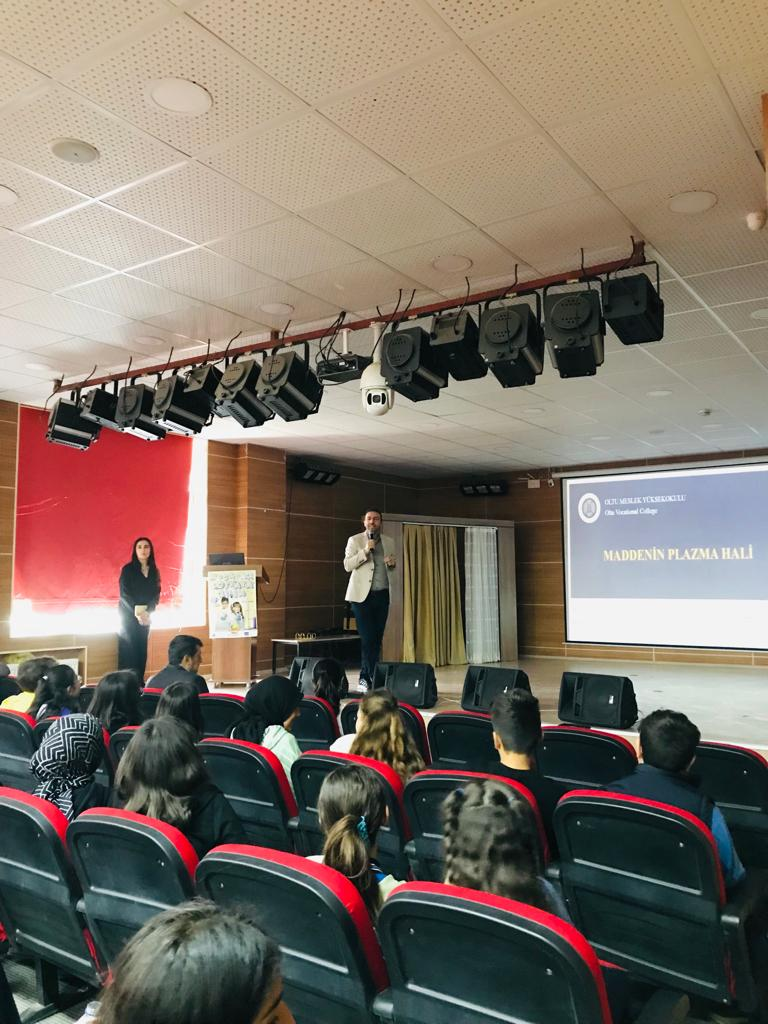 OLTU MESLEK YÜKSEKOKULU
Oltu Vocational College
MADDENİN PLAZMA HALİ